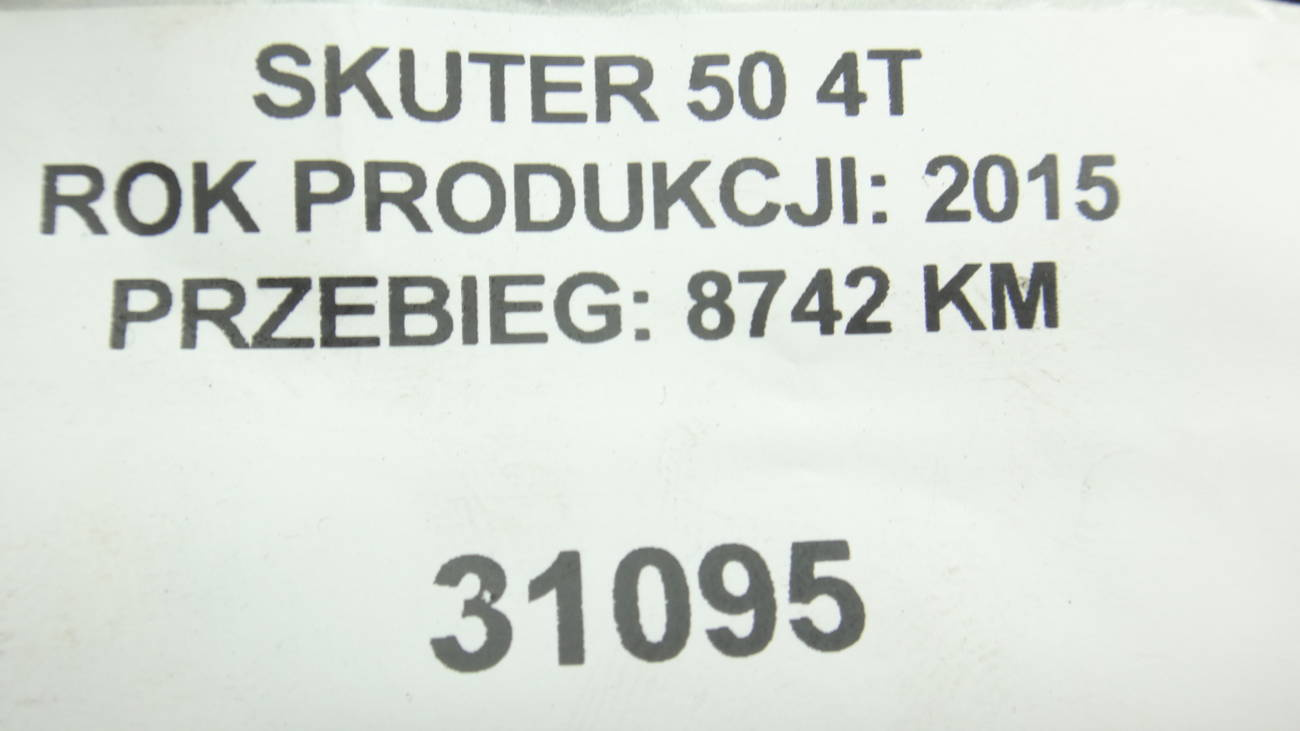 SKUTER 50 4T
ROK PRODUKCJI: 2015
PRZEBIEG: 8742 KM
31095